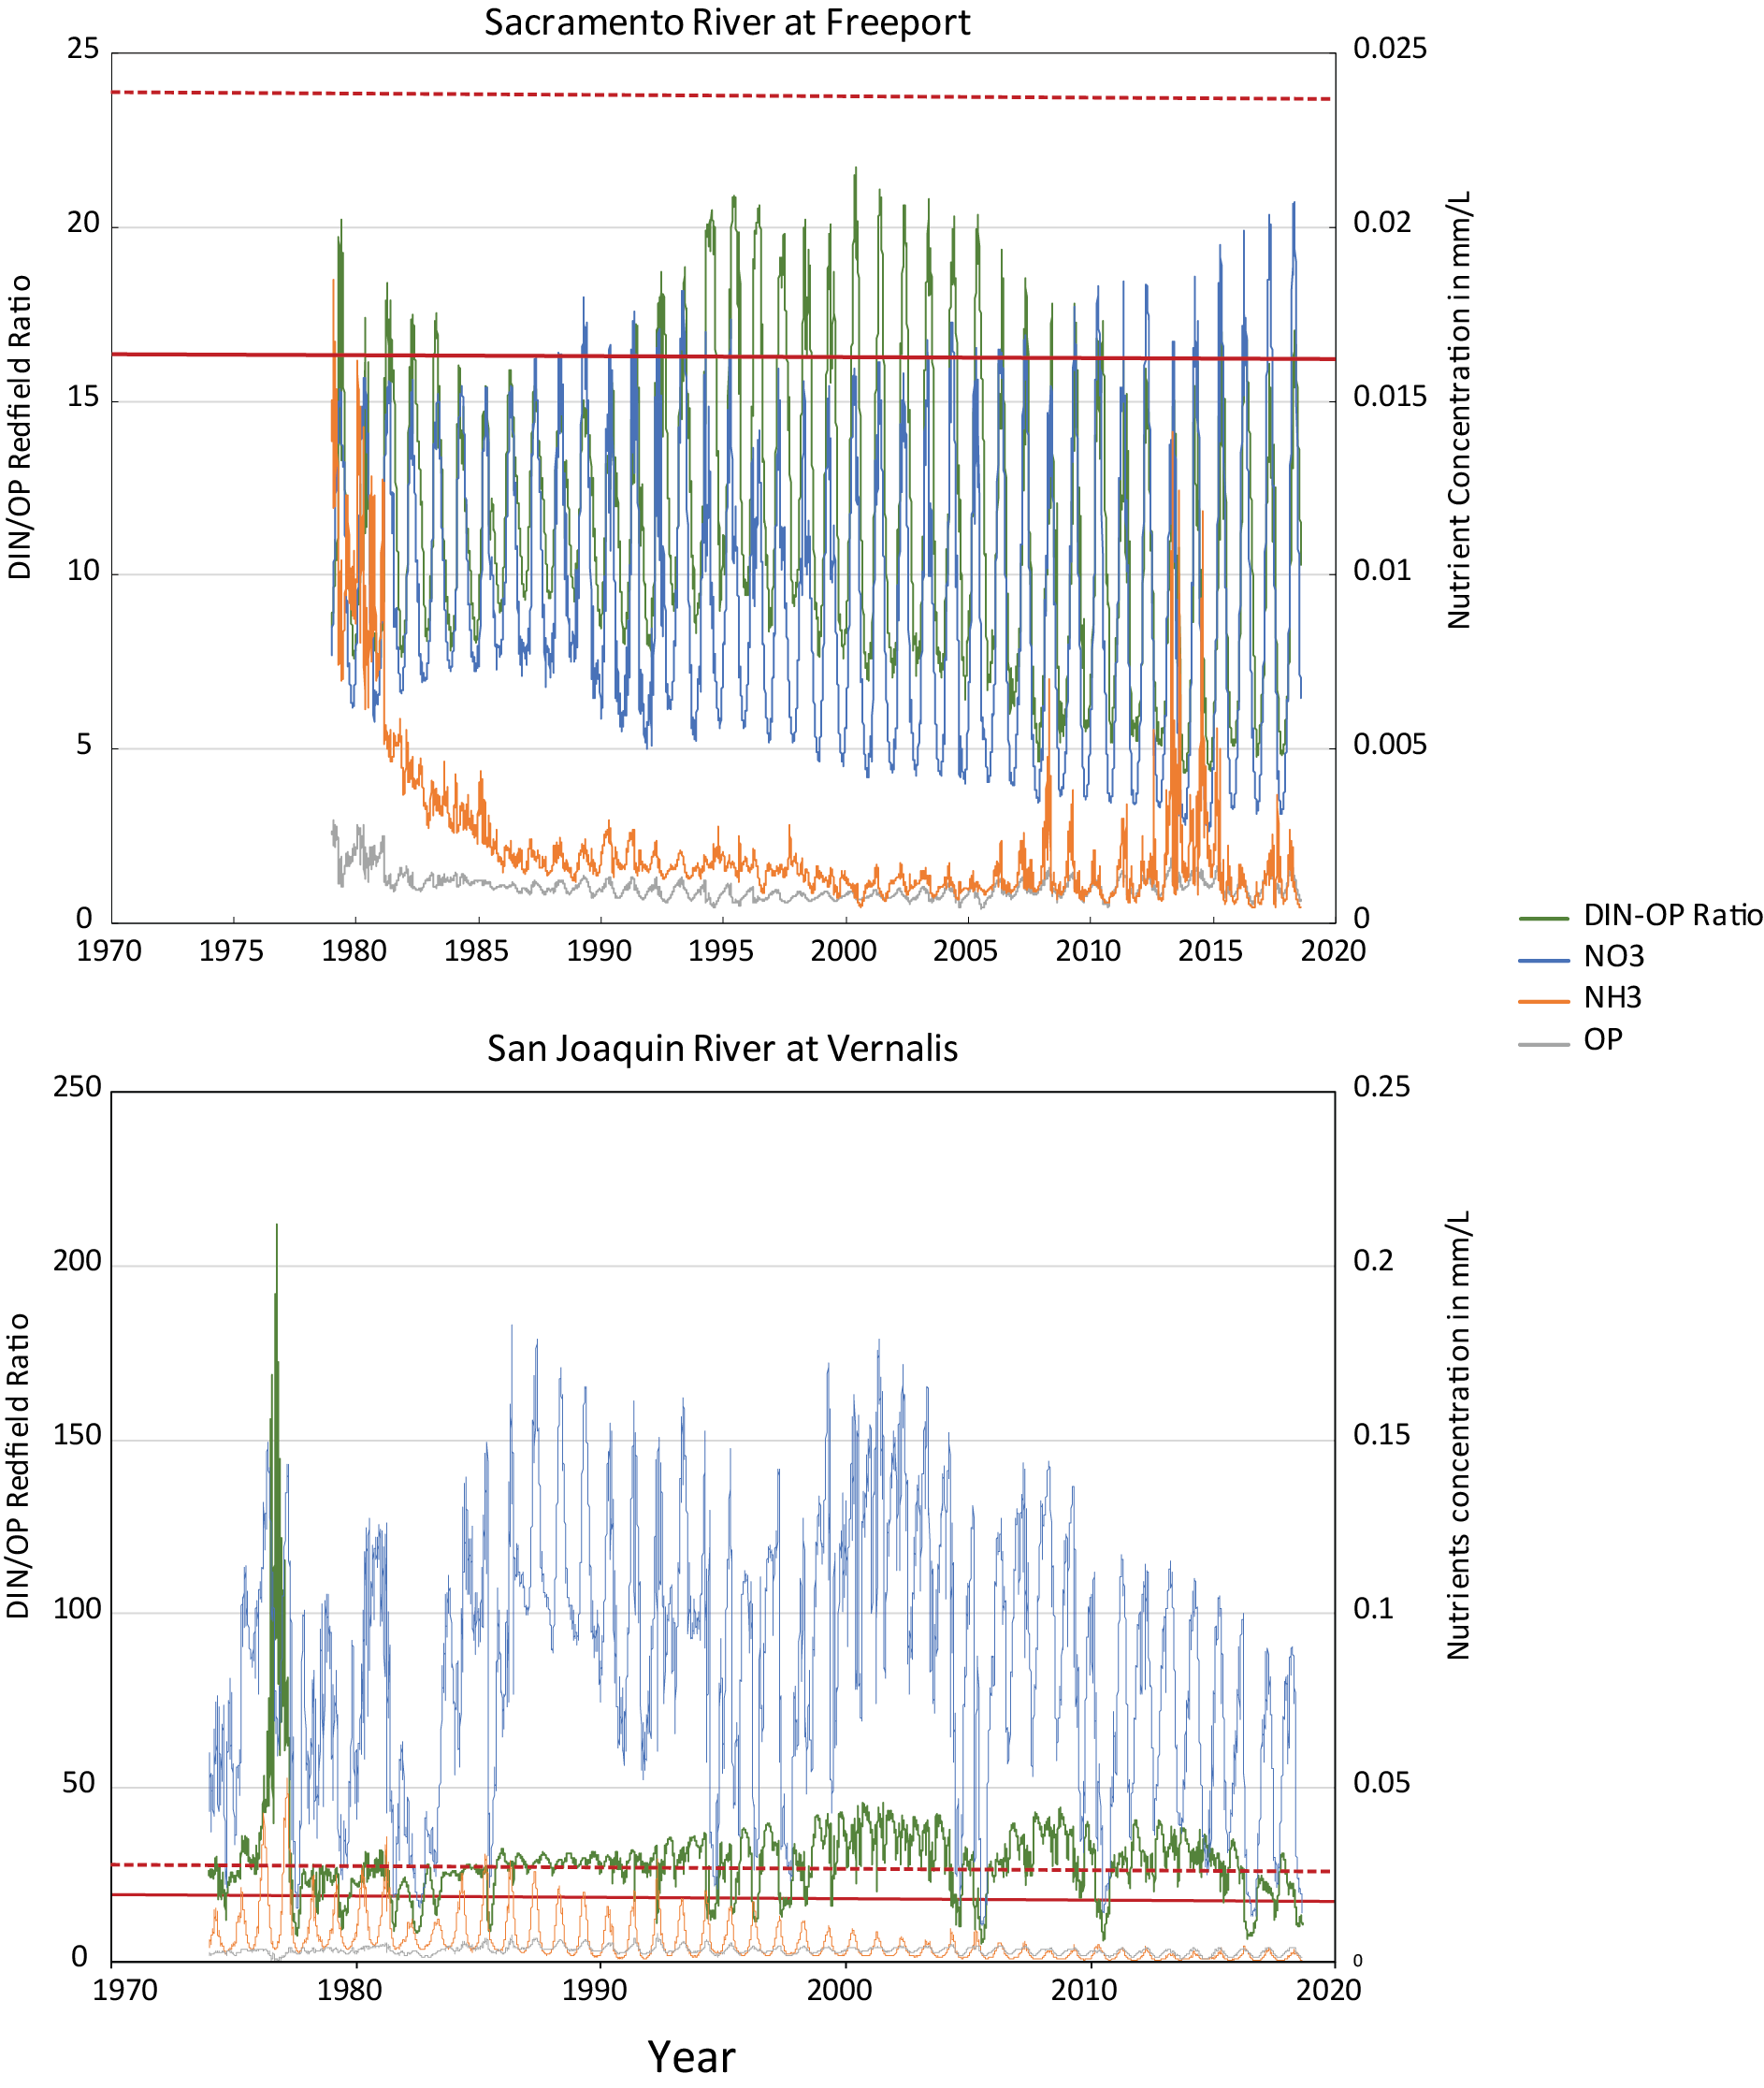 Sacramento River at Freeport
25
20
15
10
5
0
DIN/OP Redfield Ratio
0.025
0.02
0.015
0.01
0.005
0
Nutrient Concentration in mm/L
1970 1975 1980 1985 1990 1995 2000 2005 2010 2015 2020
DIN-OP Ratio
NO3
NH3
OP
San Joaquin River at Vernalis
250
200
150
100
50
0
DIN/OP Redfield Ratio
0.25
0.2
0.15
0.1
0.05
0
Nutrients concentration in mm/L
1970 1980 1990 2000 2010 2020
Year